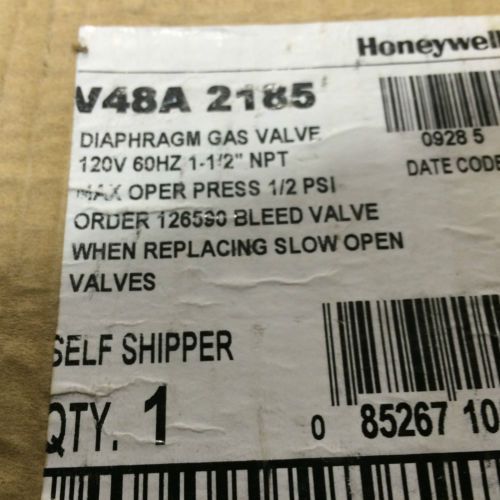 Honeywell
V48A 2185
DIAPHRAGM GAS VALVE
120V 60HZ 1-1/2" NPT
MAX OPER PRESS 1/2 PSI
ORDER 126590 BLEED VALVE
WHEN REPLACING SLOW OPEN
VALVES
0928 5
DATE CODE
SELF SHIPPER
QTY. 1
0 85267 10